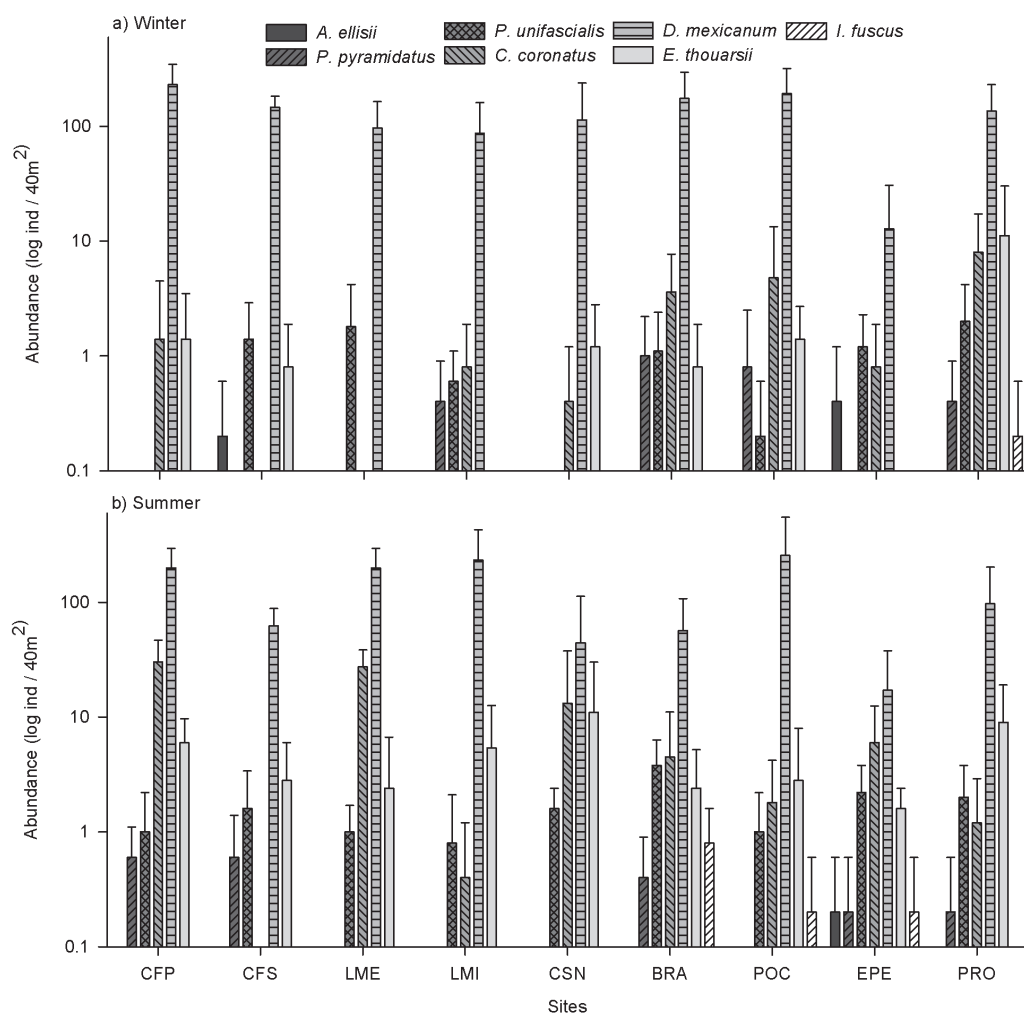 a) Winter
A. ellisii
P. unifascialis
D. mexicanum
I. fuscus
P. pyramidatus
C. coronatus
E. thouarsii
Abundance (log ind / 40m²)
100
10
1
0.1
b) Summer
Abundance (log ind / 40m²)
100
10
1
0.1
CFP CFS LME LMI CSN BRA POC EPE PRO
Sites